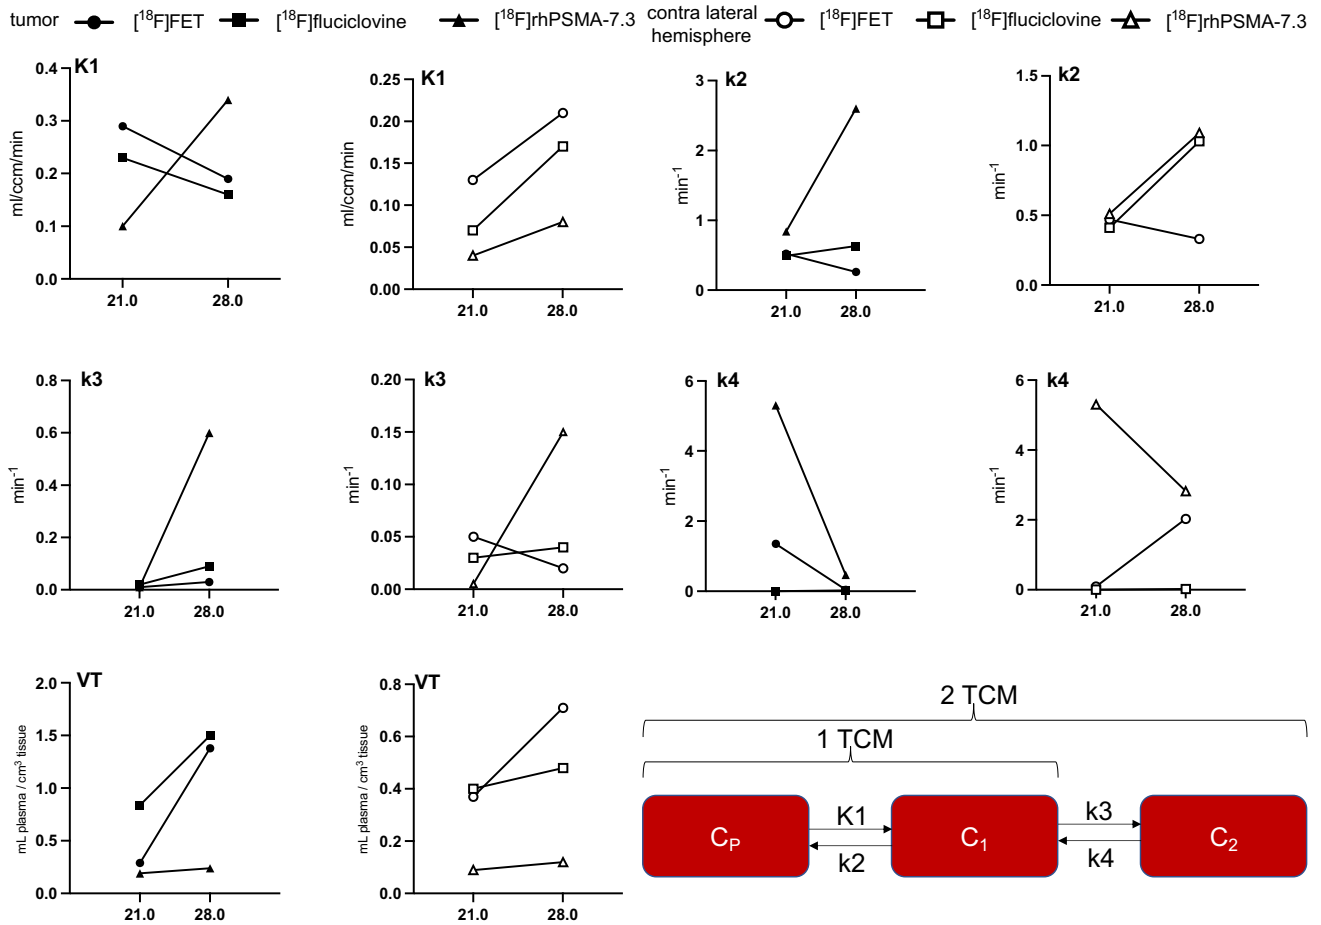 tumor [¹⁸F]FET [¹⁸F]fluciclovine [¹⁸F]rhPSMA-7.3 contra lateral hemisphere [¹⁸F]FET [¹⁸F]fluciclovine [¹⁸F]rhPSMA-7.3
K1
ml/ccm/min
0.4
0.3
0.2
0.1
0.0
21.0 28.0
K1
ml/ccm/min
0.25
0.20
0.15
0.10
0.05
0.00
21.0 28.0
k2
min⁻¹
3
2
1
0
21.0 28.0
k2
min⁻¹
1.5
1.0
0.5
0.0
21.0 28.0
k3
min⁻¹
0.8
0.6
0.4
0.2
0.0
21.0 28.0
k3
min⁻¹
0.20
0.15
0.10
0.05
0.00
21.0 28.0
k4
min⁻¹
6
4
2
0
21.0 28.0
k4
min⁻¹
6
4
2
0
21.0 28.0
VT
mL plasma / cm³ tissue
2.0
1.5
1.0
0.5
0.0
21.0 28.0
VT
mL plasma / cm³ tissue
0.8
0.6
0.4
0.2
0.0
21.0 28.0
2 TCM
1 TCM
C_P K1 C₁ k3 C₂
k2 k4